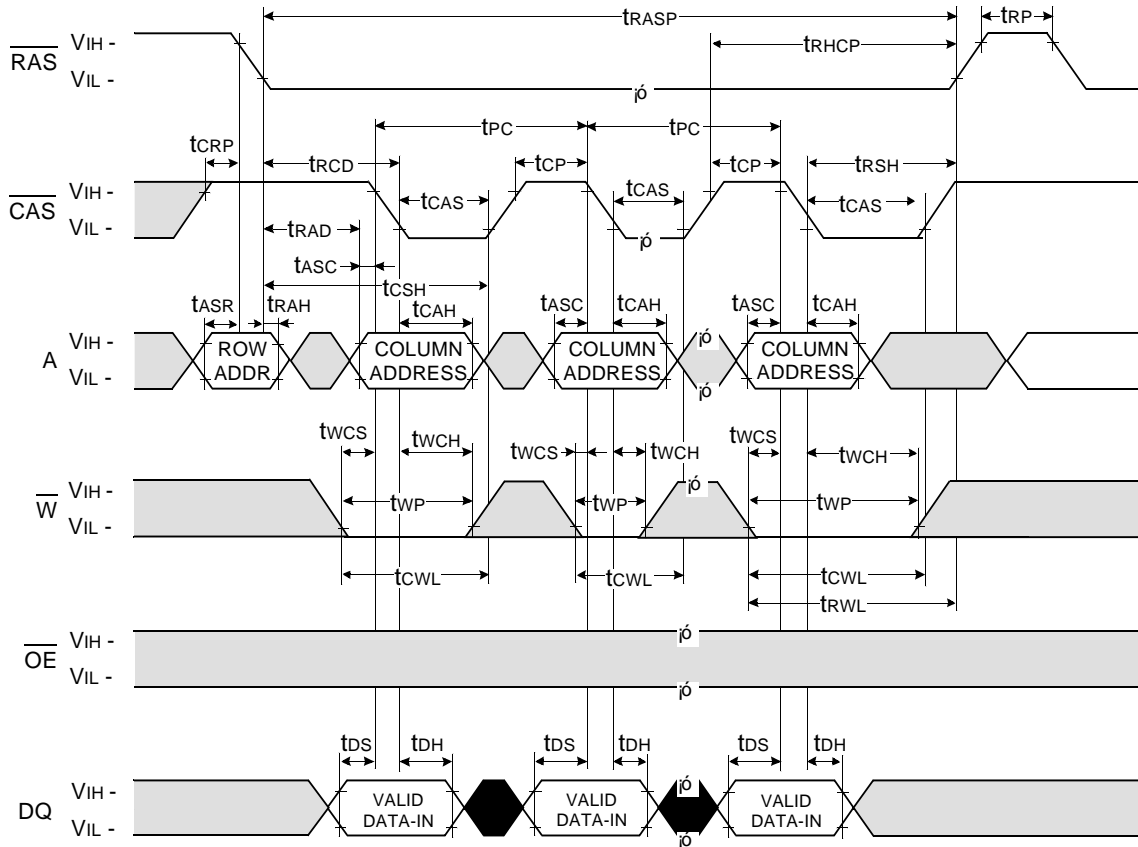 tRASP
tRP
tRHCP
RAS
VIH -
VIL -
¡ó
tPC
tPC
tCRP
tRCD
tCP
tCP
tRSH
CAS
VIH -
VIL -
tCAS
tCAS
tCAS
¡ó
tRAD
tASC
tCSH
tASR
tRAH
tCAH
tASC
tCAH
tASC
tCAH
A
VIH -
VIL -
ROW
ADDR.
COLUMN
ADDRESS
COLUMN
ADDRESS
¡ó
¡ó
COLUMN
ADDRESS
tWCS
tWCH
tWCS
tWCH
tWCS
tWCH
W
VIH -
VIL -
tWP
tWP
¡ó
tWP
tCWL
tCWL
tCWL
tRWL
OE
VIH -
VIL -
¡ó
¡ó
tDS
tDH
tDS
tDH
tDS
tDH
DQ
VIH -
VIL -
VALID
DATA-IN
VALID
DATA-IN
¡ó
¡ó
VALID
DATA-IN